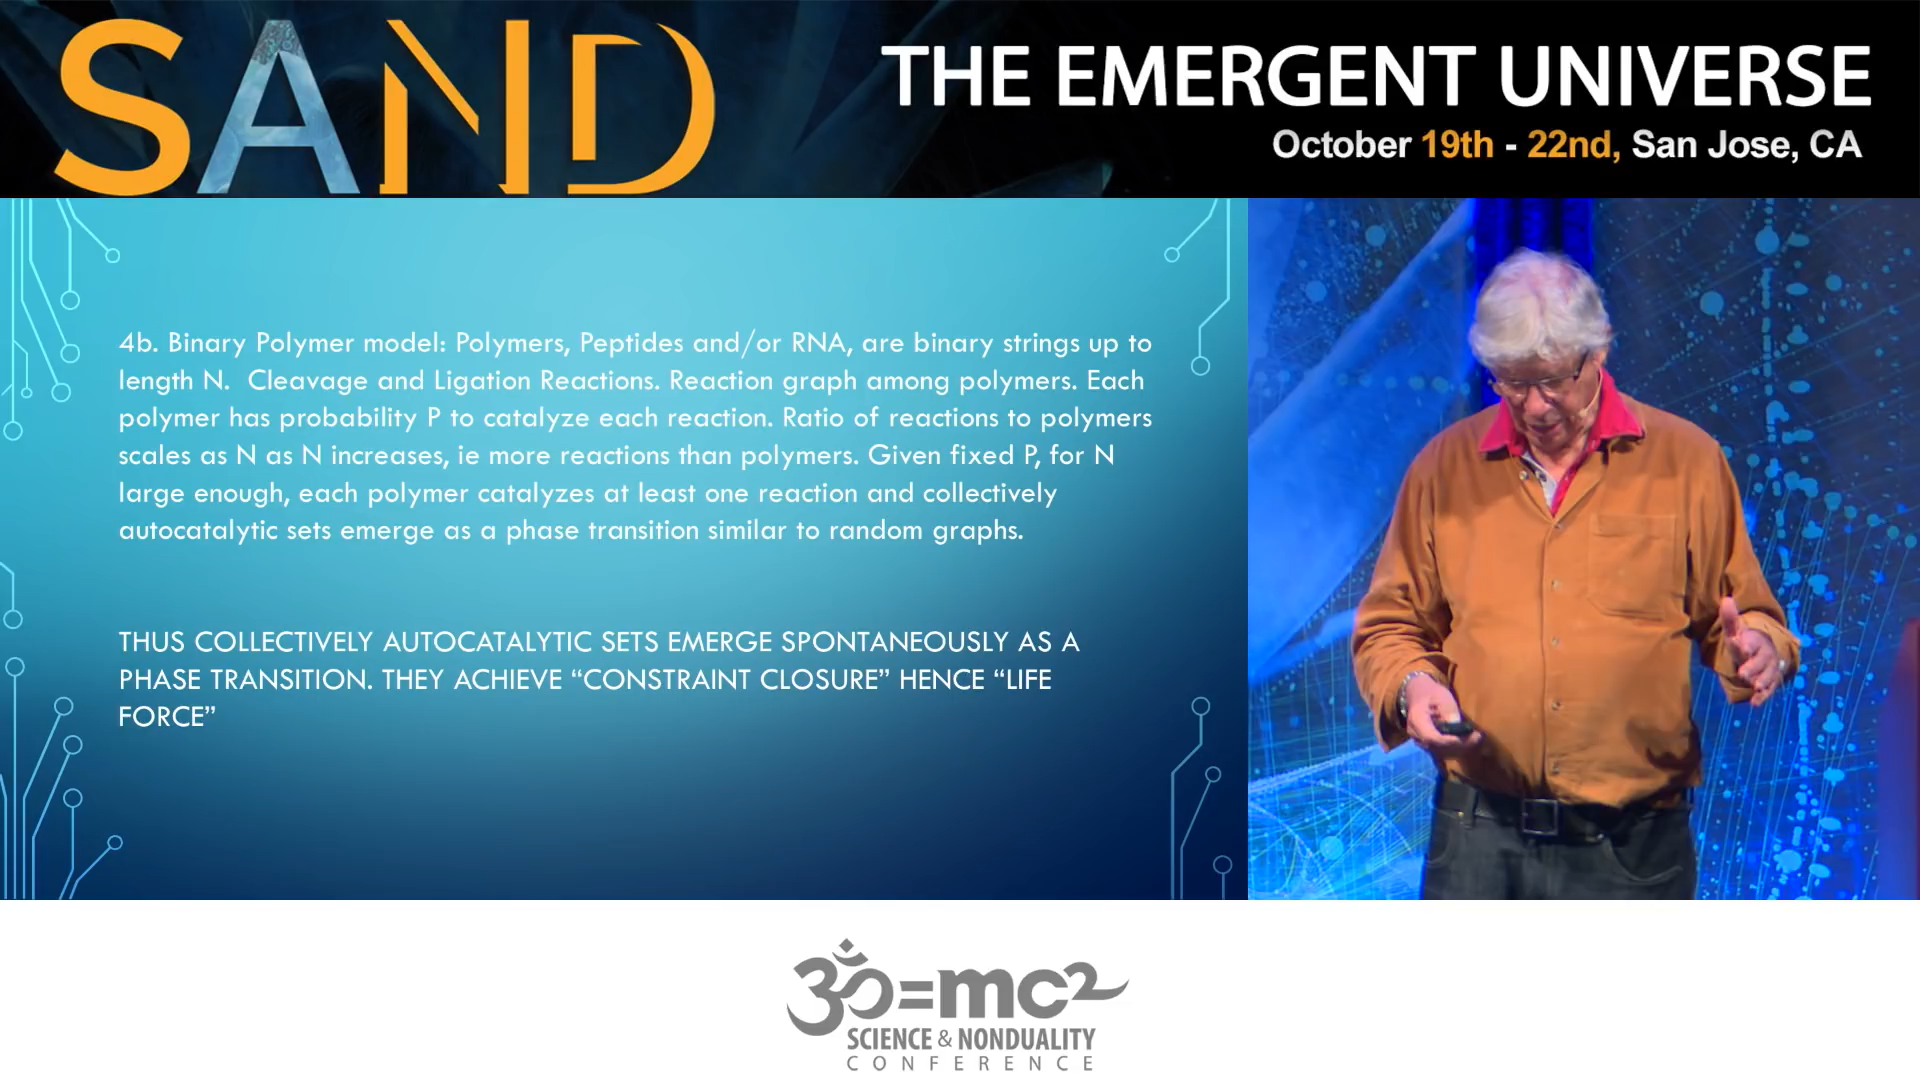 SAND
THE EMERGENT UNIVERSE
October 19th - 22nd, San Jose, CA
4b. Binary Polymer model: Polymers, Peptides and/or RNA, are binary strings up to
length N.  Cleavage and Ligation Reactions. Reaction graph among polymers. Each
polymer has probability P to catalyze each reaction. Ratio of reactions to polymers
scales as N as N increases, ie more reactions than polymers. Given fixed P, for N
large enough, each polymer catalyzes at least one reaction and collectively
autocatalytic sets emerge as a phase transition similar to random graphs.
THUS COLLECTIVELY AUTOCATALYTIC SETS EMERGE SPONTANEOUSLY AS A
PHASE TRANSITION. THEY ACHIEVE “CONSTRAINT CLOSURE” HENCE “LIFE
FORCE”
ॐ=mc2
SCIENCE & NONDUALITY
CONFERENCE